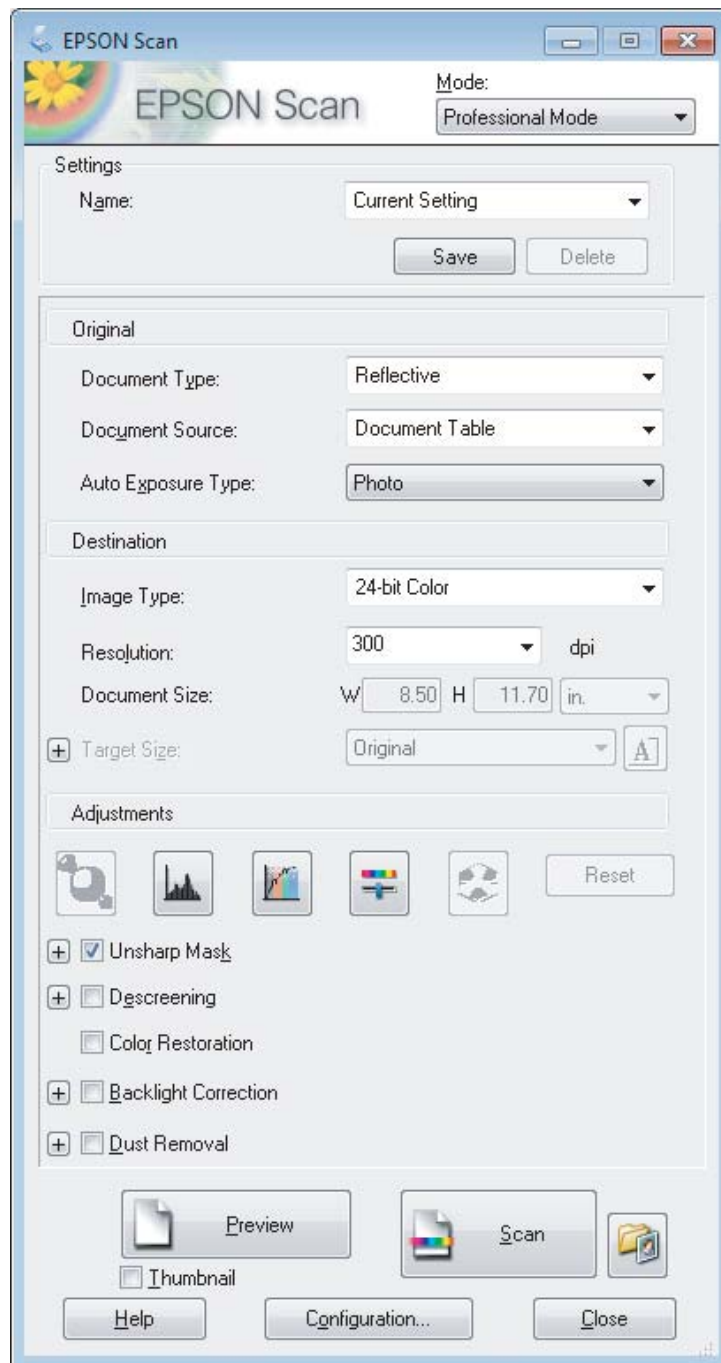 EPSON Scan
EPSON Scan
Mode:
Professional Mode
Settings
Name:
Current Setting
Save
Delete
Original
Document Type:
Reflective
Document Source:
Document Table
Auto Exposure Type:
Photo
Destination
Image Type:
24-bit Color
Resolution:
300
dpi
Document Size:
W 8.50 H 11.70 in.
Target Size:
Original
A
Adjustments
Reset
Unsharp Mask
Descreening
Color Restoration
Backlight Correction
Dust Removal
Preview
Scan
Thumbnail
Help
Configuration...
Close